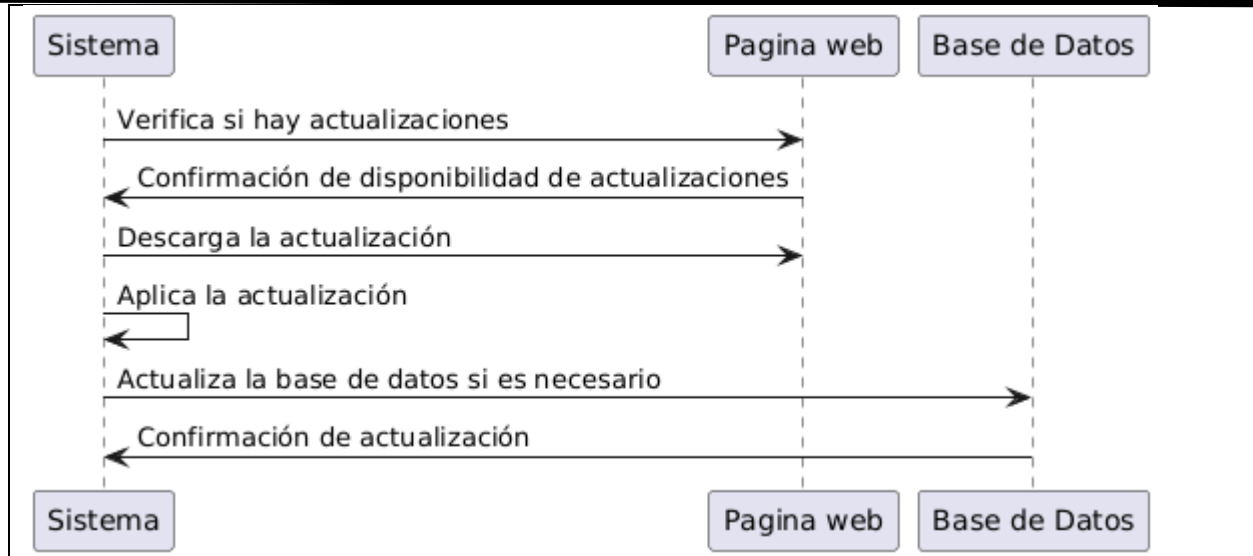 Sistema
Pagina web
Base de Datos
Verifica si hay actualizaciones
Confirmación de disponibilidad de actualizaciones
Descarga la actualización
Aplica la actualización
Actualiza la base de datos si es necesario
Confirmación de actualización
Sistema
Pagina web
Base de Datos